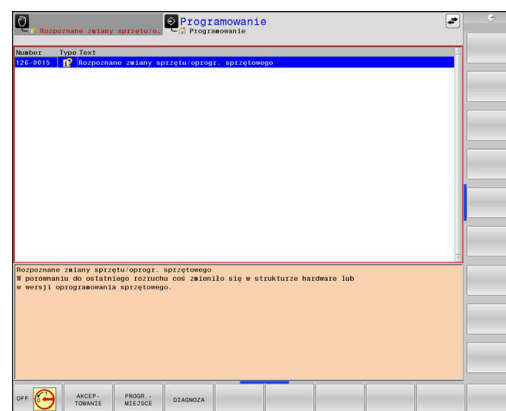 Rozpoznane zmiany sprzętu/o…
Programowanie
Programowanie
Number Type Text
126-0015 Rozpoznane zmiany sprzętu/oprogr. sprzętowego
Rozpoznane zmiany sprzętu/oprogr. sprzętowego
W porównaniu do ostatniego rozruchu coś zmieniło się w strukturze hardware lub
w wersji oprogramowania sprzętowego.
OFF
AKCEP-
TOWANIE
PROGR.-
MIEJSCE
DIAGNOZA